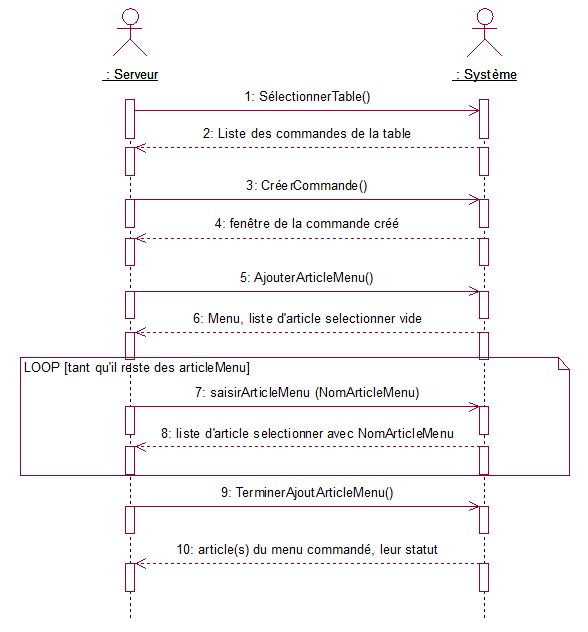 : Serveur
: Système
1: SélectionnerTable()
2: Liste des commandes de la table
3: CréerCommande()
4: fenêtre de la commande créé
5: AjouterArticleMenu()
6: Menu, liste d'article selectionner vide
LOOP [tant qu'il reste des articleMenu]
7: saisirArticleMenu (NomArticleMenu)
8: liste d'article selectionner avec NomArticleMenu
9: TerminerAjoutArticleMenu()
10: article(s) du menu commandé, leur statut